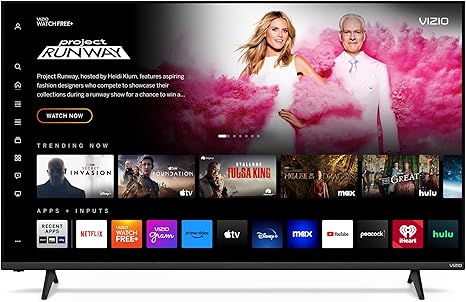 VIZIO
WATCHFREE+
VIZIO
project
RUNWAY
Project Runway, hosted by Heidi Klum, features aspiring
fashion designers who compete to showcase their
collections during a runway show for a chance to win a...
WATCH NOW
TRENDING NOW
SECRET
INVASION
Disney+
FOUNDATION
tv
STALLONE
TULSA KING
HOUSE OF THE DRAGON
max
THE GREAT
hulu
APPS + INPUTS
RECENT
APPS
NETFLIX
VIZIO
WATCH
FREE+
VIZIO
gram
prime video
tv
Disney+
max
YouTube
peacock
iHeart
hulu
VIZIO